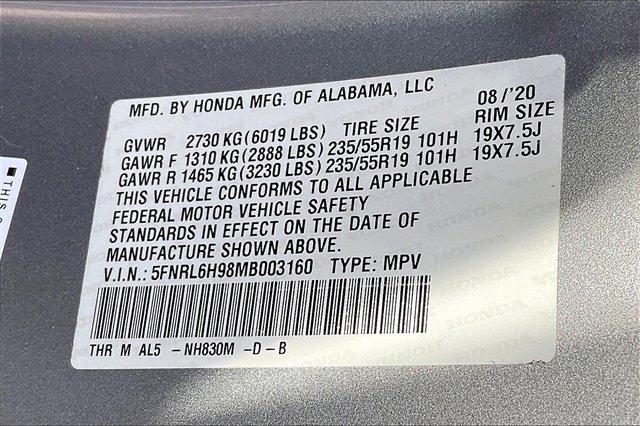 MFD. BY HONDA MFG. OF ALABAMA, LLC 08/'20
GVWR 2730 KG (6019 LBS) TIRE SIZE RIM SIZE
GAWR F 1310 KG (2888 LBS) 235/55R19 101H 19X7.5J
GAWR R 1465 KG (3230 LBS) 235/55R19 101H 19X7.5J
THIS VEHICLE CONFORMS TO ALL APPLICABLE
FEDERAL MOTOR VEHICLE SAFETY
STANDARDS IN EFFECT ON THE DATE OF
MANUFACTURE SHOWN ABOVE.
V.I.N.: 5FNRL6H98MB003160 TYPE: MPV
THR M AL5 -NH830M -D-B
THIS